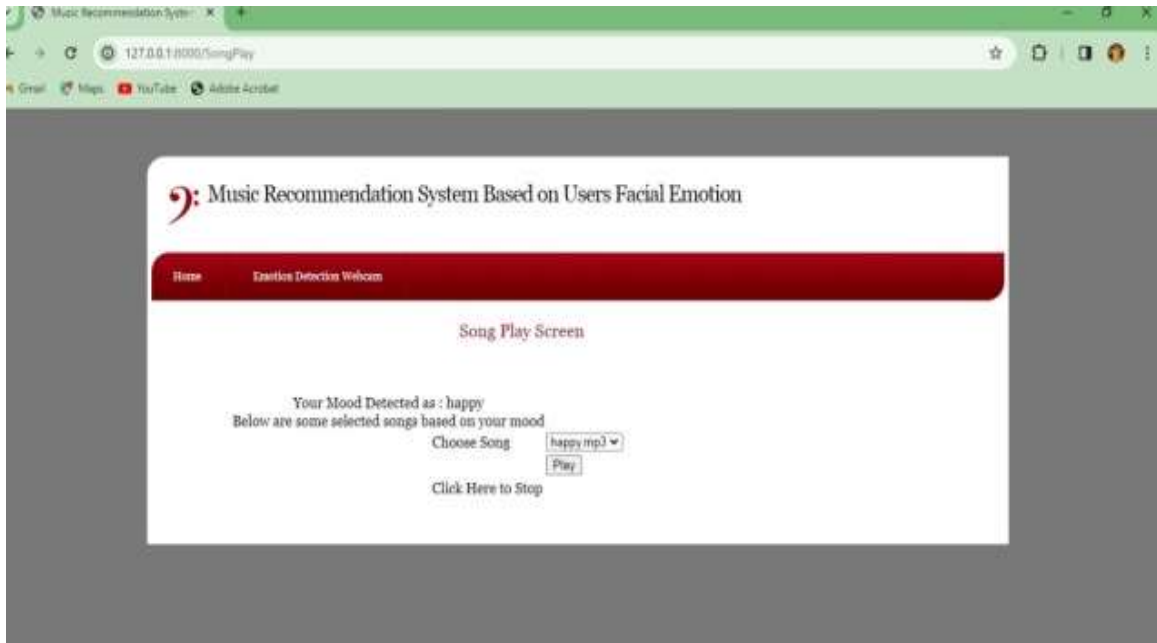 Music Recommendation Syste
127.0.0.1:8000/SongPlay
Gmail Maps YouTube Adobe Acrobat
Music Recommendation System Based on Users Facial Emotion
Home Emotion Detection Webcam
Song Play Screen
Your Mood Detected as : happy
Below are some selected songs based on your mood
Choose Song happy.mp3
Play
Click Here to Stop